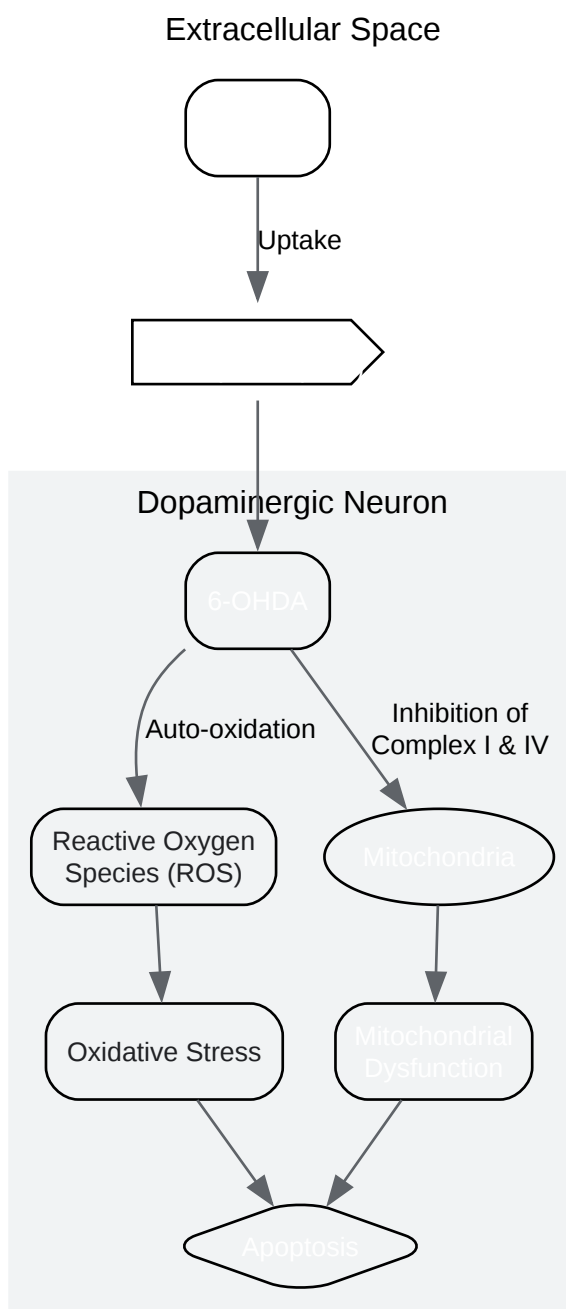 Extracellular Space
Uptake
Dopaminergic Neuron
6-OHDA
Auto-oxidation
Inhibition of
Complex I & IV
Reactive Oxygen
Species (ROS)
Mitochondria
Oxidative Stress
Mitochondrial
Dysfunction
Apoptosis